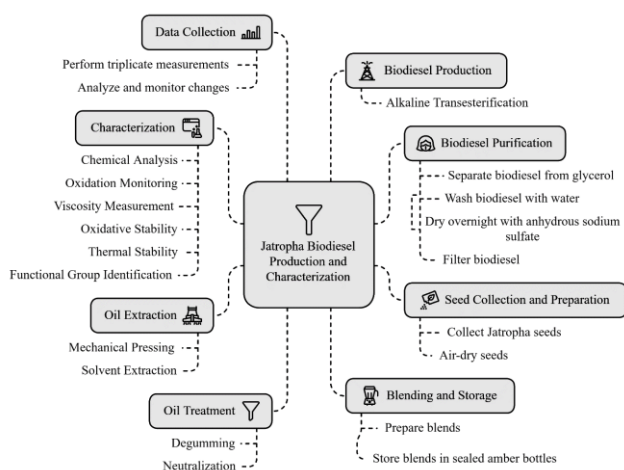 Data Collection
Perform triplicate measurements
Analyze and monitor changes
Characterization
Chemical Analysis
Oxidation Monitoring
Viscosity Measurement
Oxidative Stability
Thermal Stability
Functional Group Identification
Oil Extraction
Mechanical Pressing
Solvent Extraction
Oil Treatment
Degumming
Neutralization
Jatropha Biodiesel
Production and
Characterization
Biodiesel Production
Alkaline Transesterification
Biodiesel Purification
Separate biodiesel from glycerol
Wash biodiesel with water
Dry overnight with anhydrous sodium
sulfate
Filter biodiesel
Seed Collection and Preparation
Collect Jatropha seeds
Air-dry seeds
Blending and Storage
Prepare blends
Store blends in sealed amber bottles